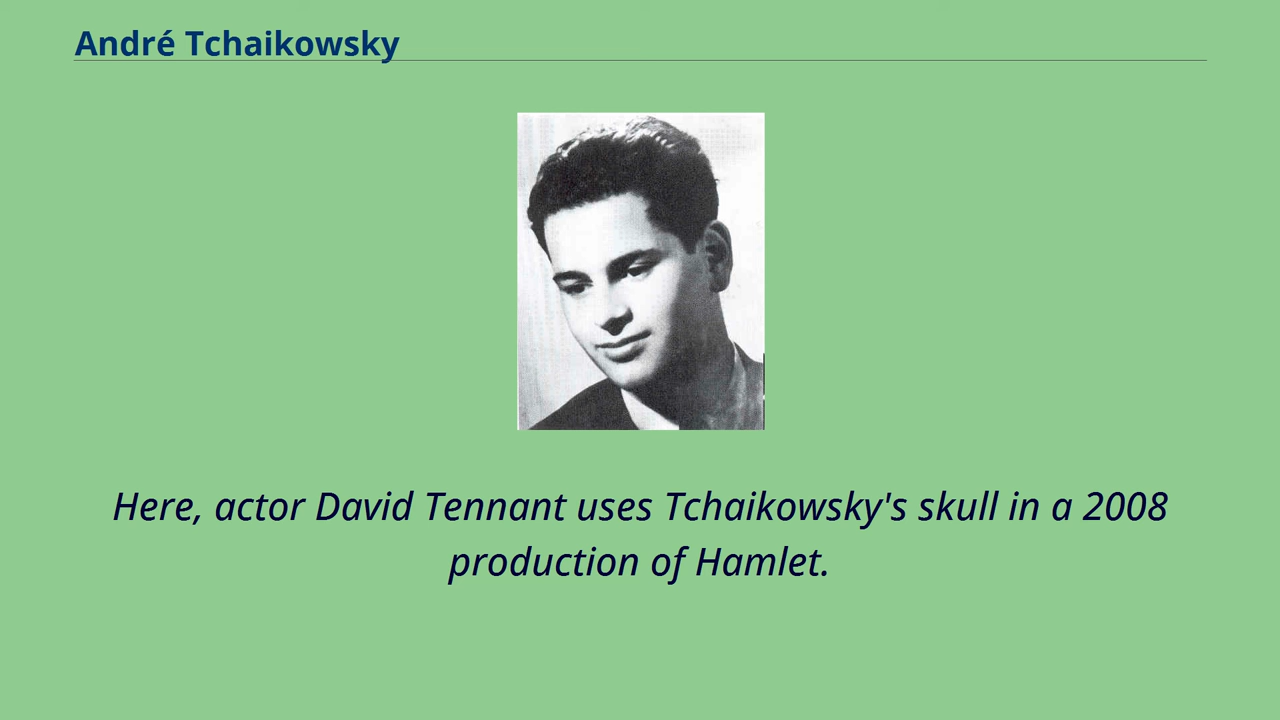 André Tchaikowsky
Here, actor David Tennant uses Tchaikowsky's skull in a 2008
production of Hamlet.